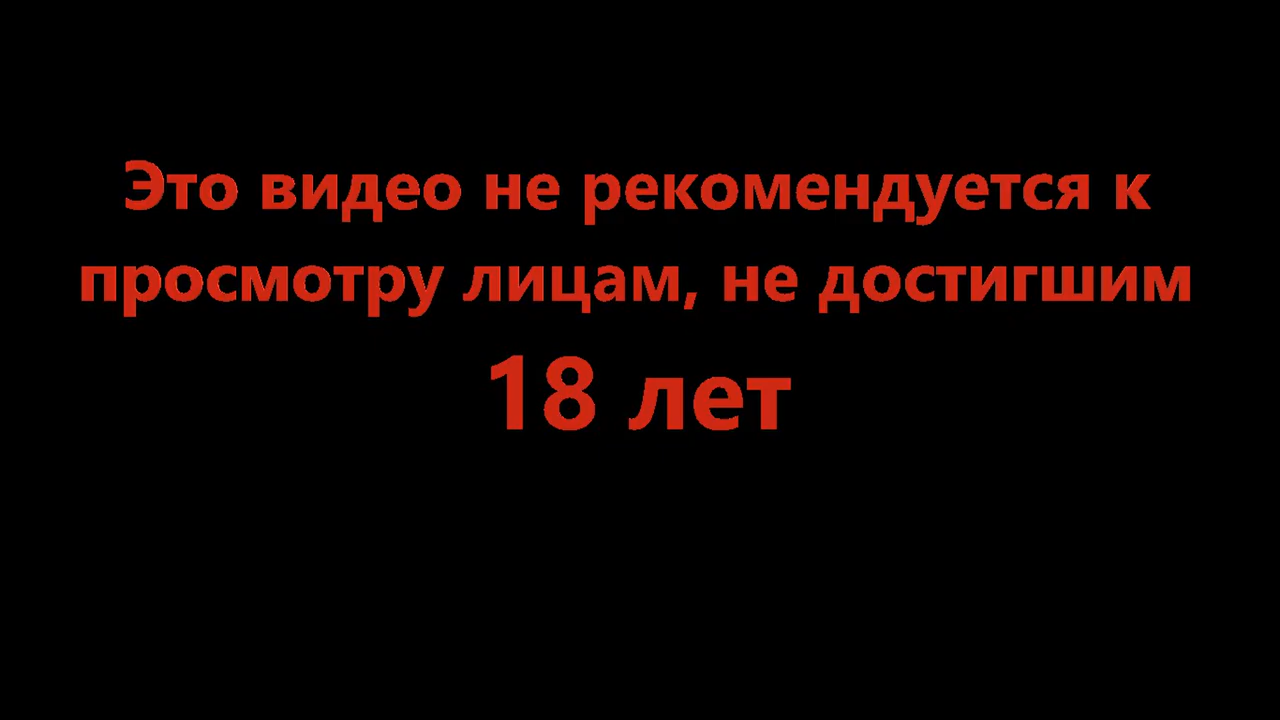 Это видео не рекомендуется к
просмотру лицам, не достигшим
18 лет